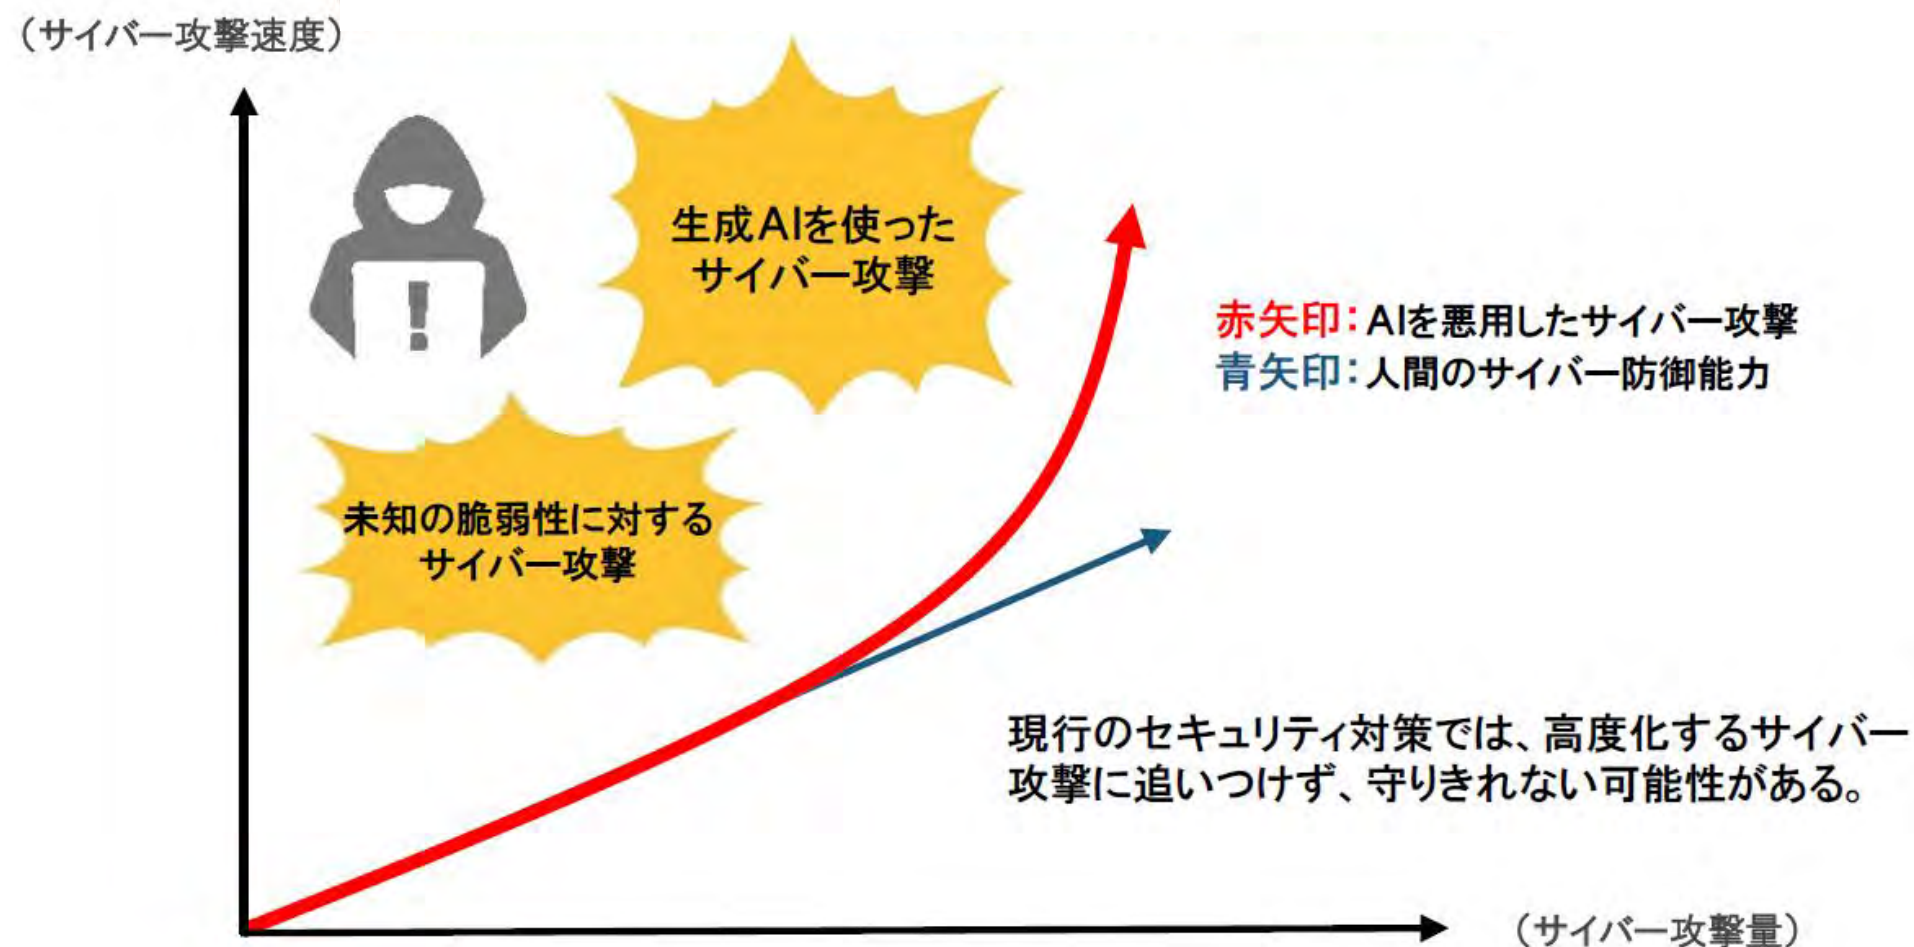 （サイバー攻撃速度）
生成AIを使った
サイバー攻撃
赤矢印：AIを悪用したサイバー攻撃
青矢印：人間のサイバー防御能力
未知の脆弱性に対する
サイバー攻撃
現行のセキュリティ対策では、高度化するサイバー
攻撃に追いつけず、守りきれない可能性がある。
（サイバー攻撃量）
!